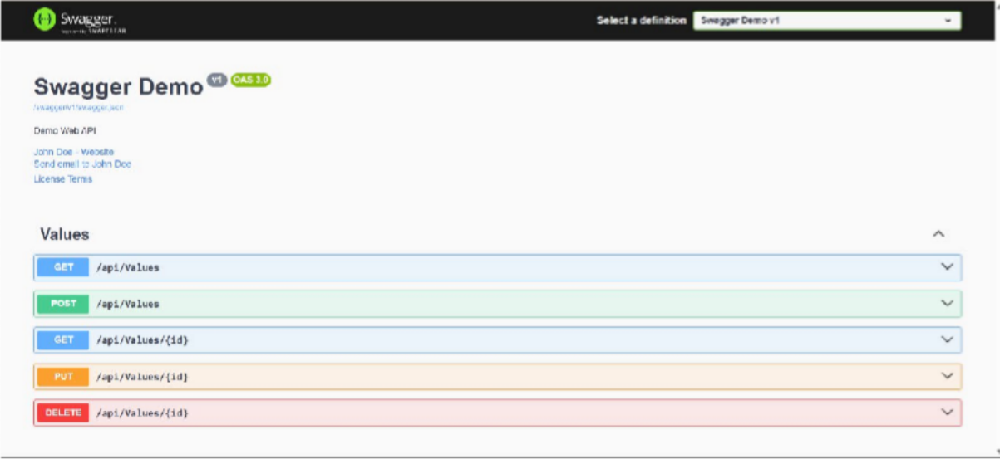 Swagger.
Supported by SMARTBEAR
Select a definition
Swagger Demo v1
Swagger Demo v1 OAS 3.0
/swagger/v1/swagger.json
Demo Web API
John Doe - Website
Send email to John Doe
License Terms
Values
GET /api/Values
POST /api/Values
GET /api/Values/{id}
PUT /api/Values/{id}
DELETE /api/Values/{id}